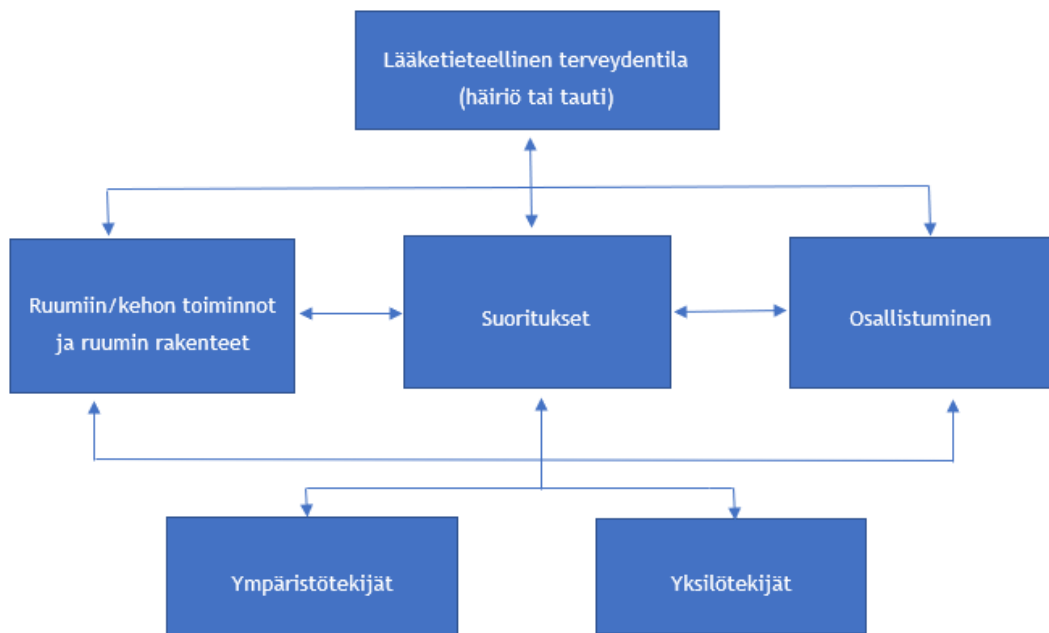 Lääketieteellinen terveydentila
(häiriö tai tauti)
Ruumiin/kehon toiminnot
ja ruumin rakenteet
Suoritukset
Osallistuminen
Ympäristötekijät
Yksilötekijät